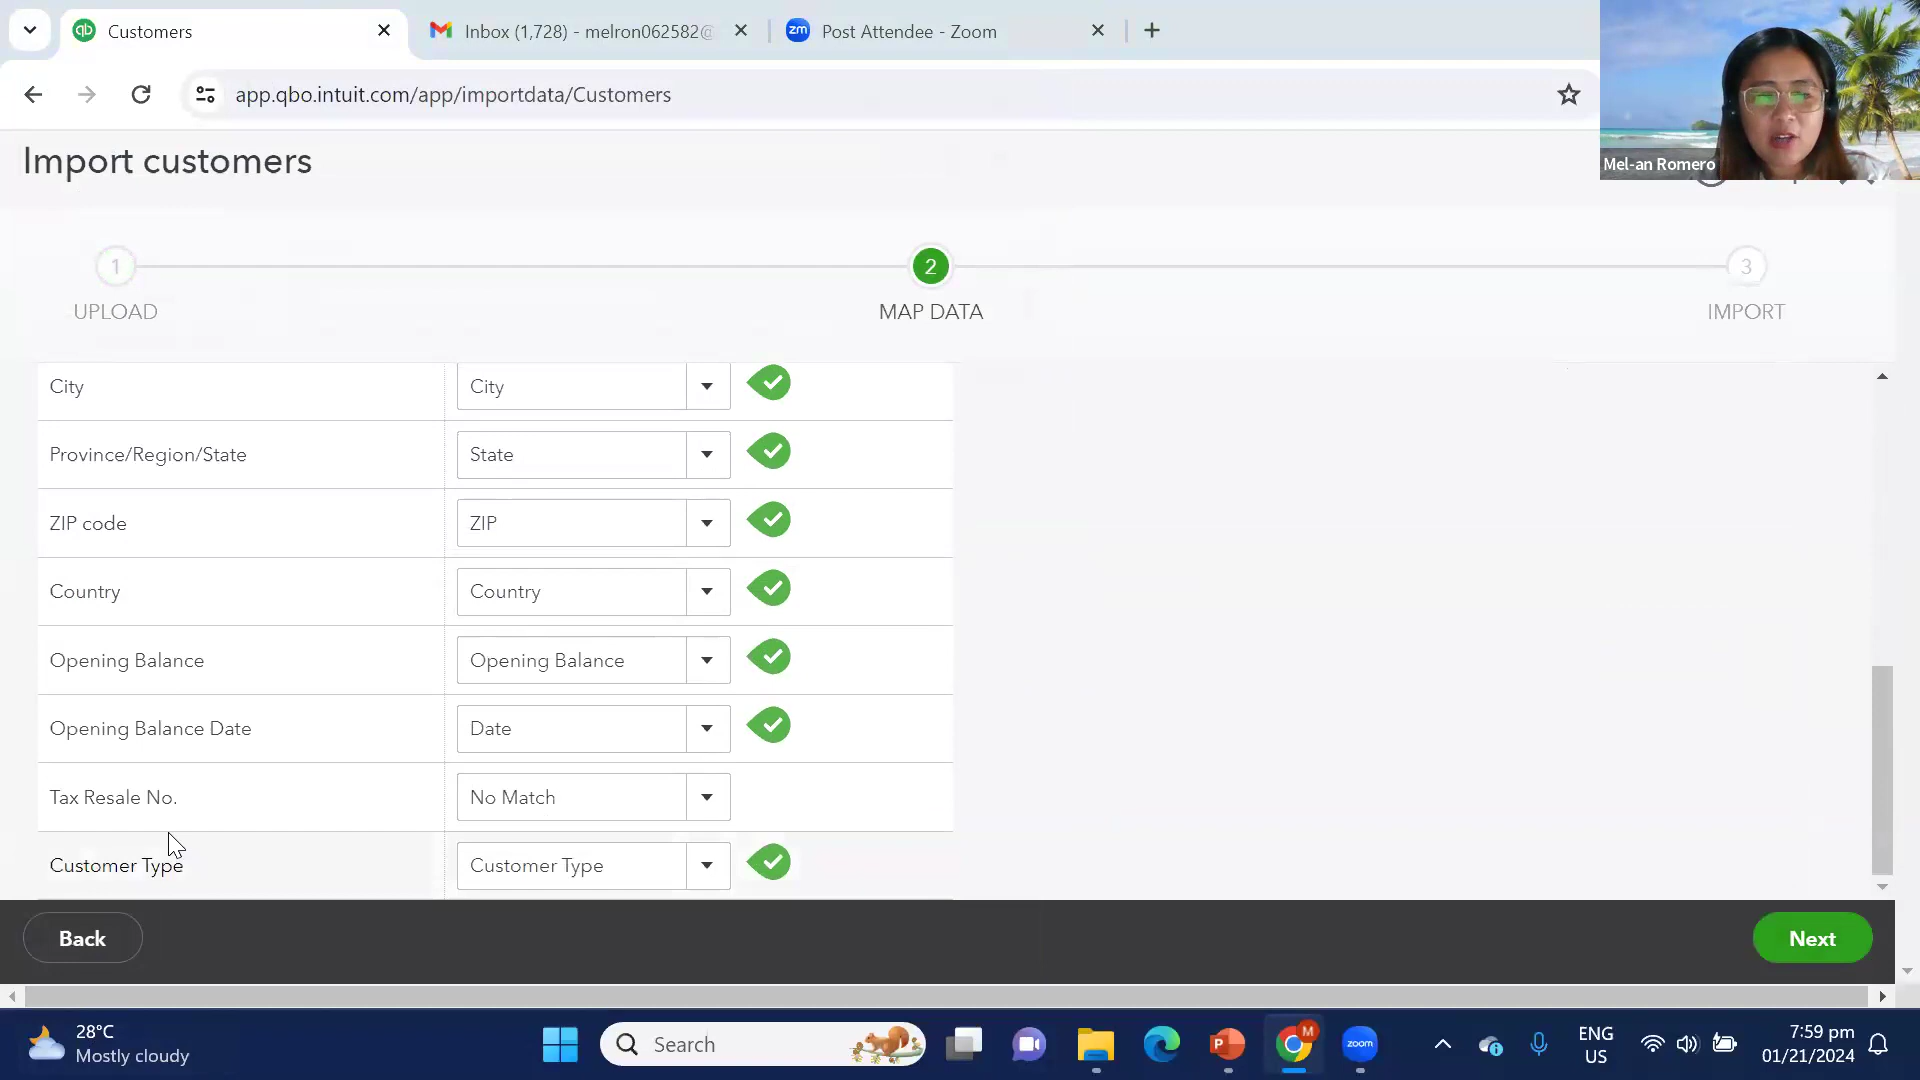 Customers
Inbox (1,728) - melron062582@
zm Post Attendee - Zoom
app.qbo.intuit.com/app/importdata/Customers
Mel-an Romero
Import customers
1 2 3
UPLOAD MAP DATA IMPORT
City City
Province/Region/State State
ZIP code ZIP
Country Country
Opening Balance Opening Balance
Opening Balance Date Date
Tax Resale No. No Match
Customer Type Customer Type
Back Next
28°C
Mostly cloudy
Search
P
M
zoom
ENG
US
7:59 pm
01/21/2024